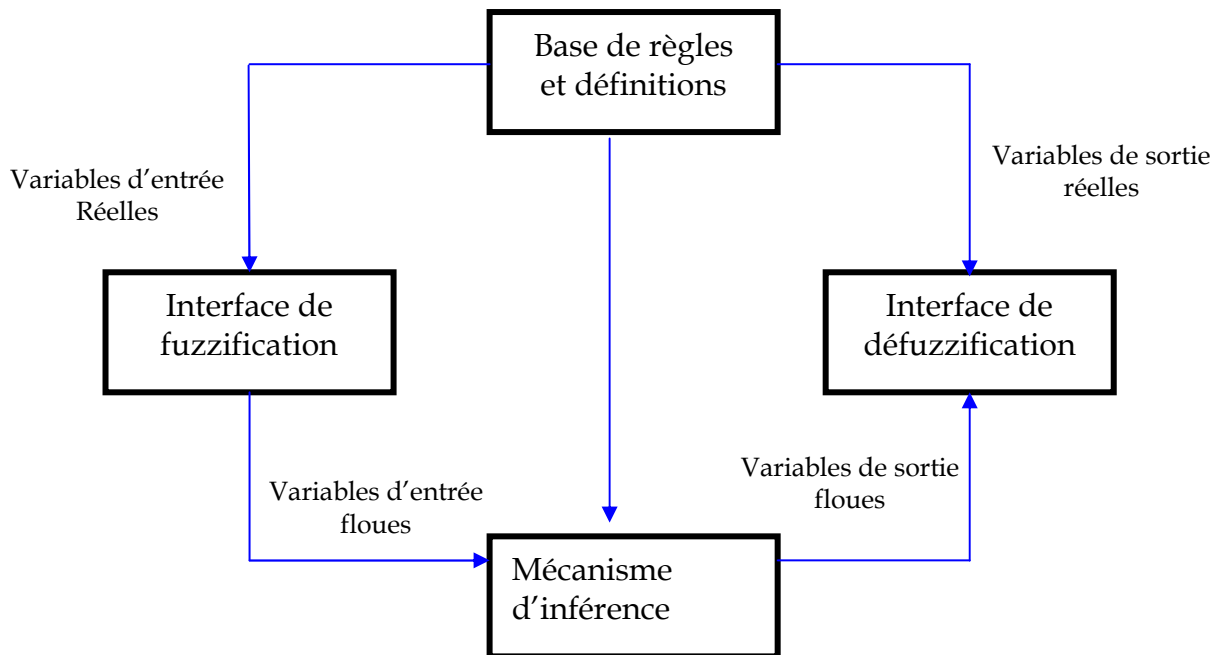 Base de règles
et définitions
Variables d’entrée
Réelles
Variables de sortie
réelles
Interface de
fuzzification
Interface de
défuzzification
Variables d’entrée
floues
Variables de sortie
floues
Mécanisme
d’inférence